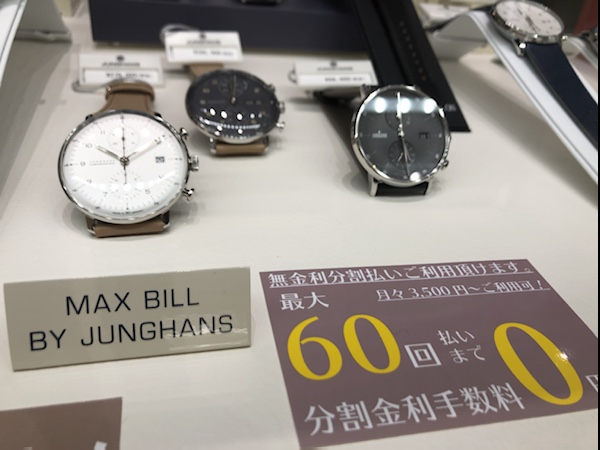 JUNGHANS
MAX BILL
BY JUNGHANS
無金利分割払いご利用頂けます。
最大
月々3,500円～ご利用可！
60回
払い
まで
0
分割金利手数料